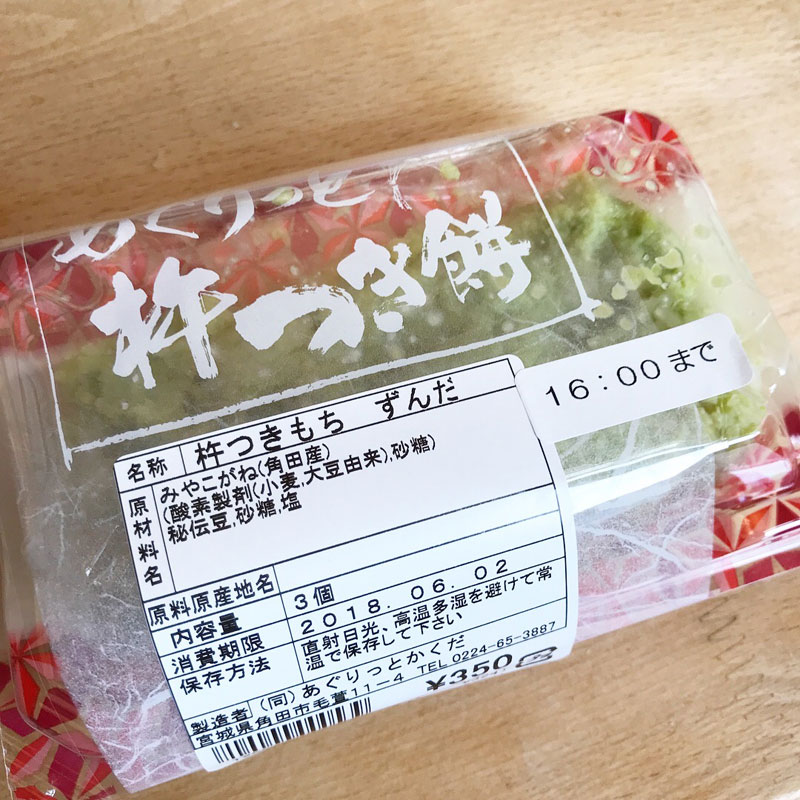 あぐりっと
杵つき餅
16:00まで
名称 杵つきもち ずんだ
原材料名 みやこがね(角田産)
(酸素製剤(小麦,大豆由来),砂糖)
秘伝豆,砂糖,塩
原料原産地名
内容量 3個
消費期限 2018.06.02
保存方法 直射日光、高温多湿を避けて常
温で保存して下さい
製造者 (同)あぐりっとかくだ
宮城県角田市毛萱11-4 TEL 0224-65-3887
¥350